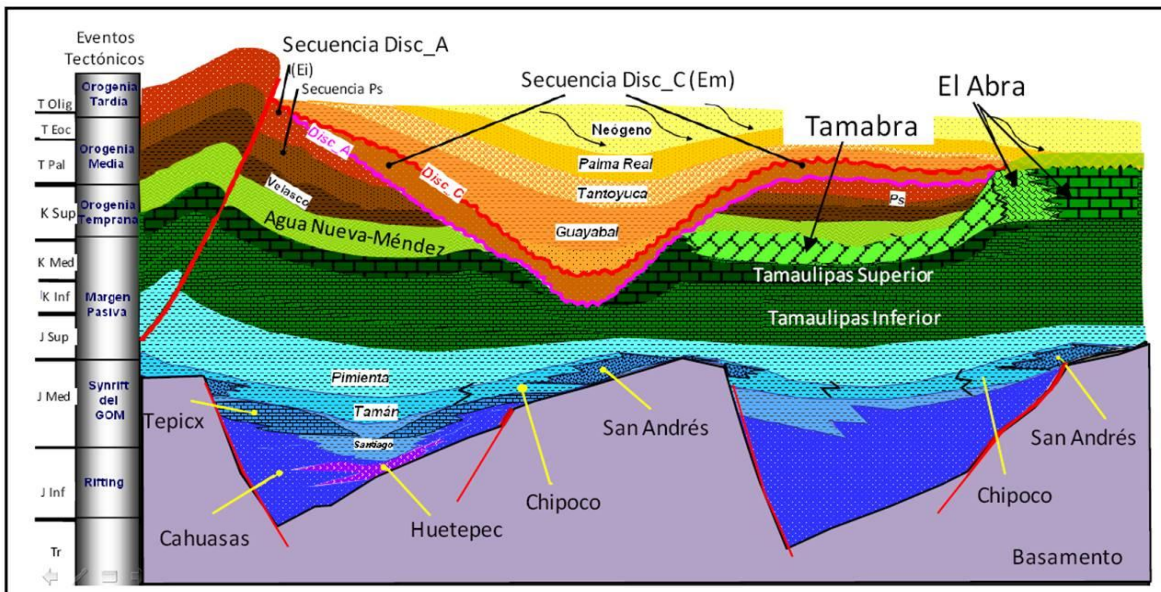 Eventos
Tectónicos
T Olig
T Eoc
T Pal
K Sup
K Med
K Inf
J Sup
J Med
J Inf
Tr
Orogenia
Tardía
Orogenia
Media
Orogenia
Temprana
Margen
Pasiva
Synrift del
GOM
Rifting
Secuencia Disc_A
(Ei)
Secuencia Ps
Secuencia Disc_C (Em)
El Abra
Tamabra
Neógeno
Palma Real
Tantoyuca
Guayabal
Disc_A
Disc_C
Velasco
Ps
Agua Nueva-Méndez
Tamaulipas Superior
Tamaulipas Inferior
Pimienta
Tamán
Santiago
Tepicx
San Andrés
San Andrés
Chipoco
Chipoco
Cahuasas
Huetepec
Basamento